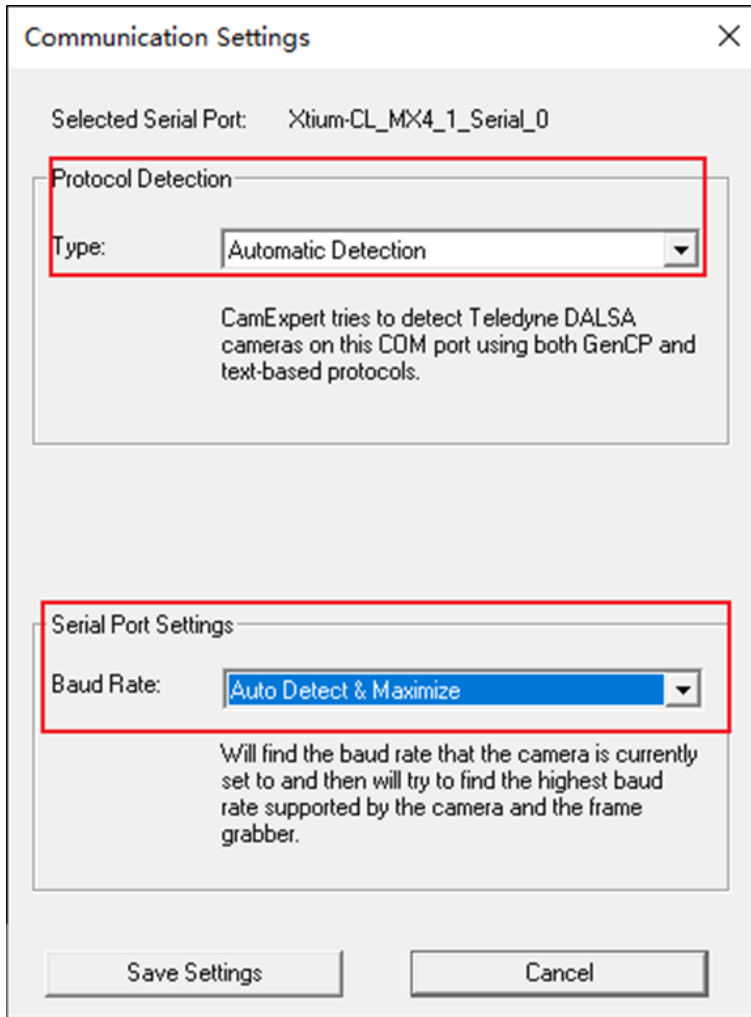 Communication Settings
Selected Serial Port: Xtium-CL_MX4_1_Serial_0
Protocol Detection
Type: Automatic Detection
CamExpert tries to detect Teledyne DALSA
cameras on this COM port using both GenCP and
text-based protocols.
Serial Port Settings
Baud Rate: Auto Detect & Maximize
Will find the baud rate that the camera is currently
set to and then will try to find the highest baud
rate supported by the camera and the frame
grabber.
Save Settings Cancel